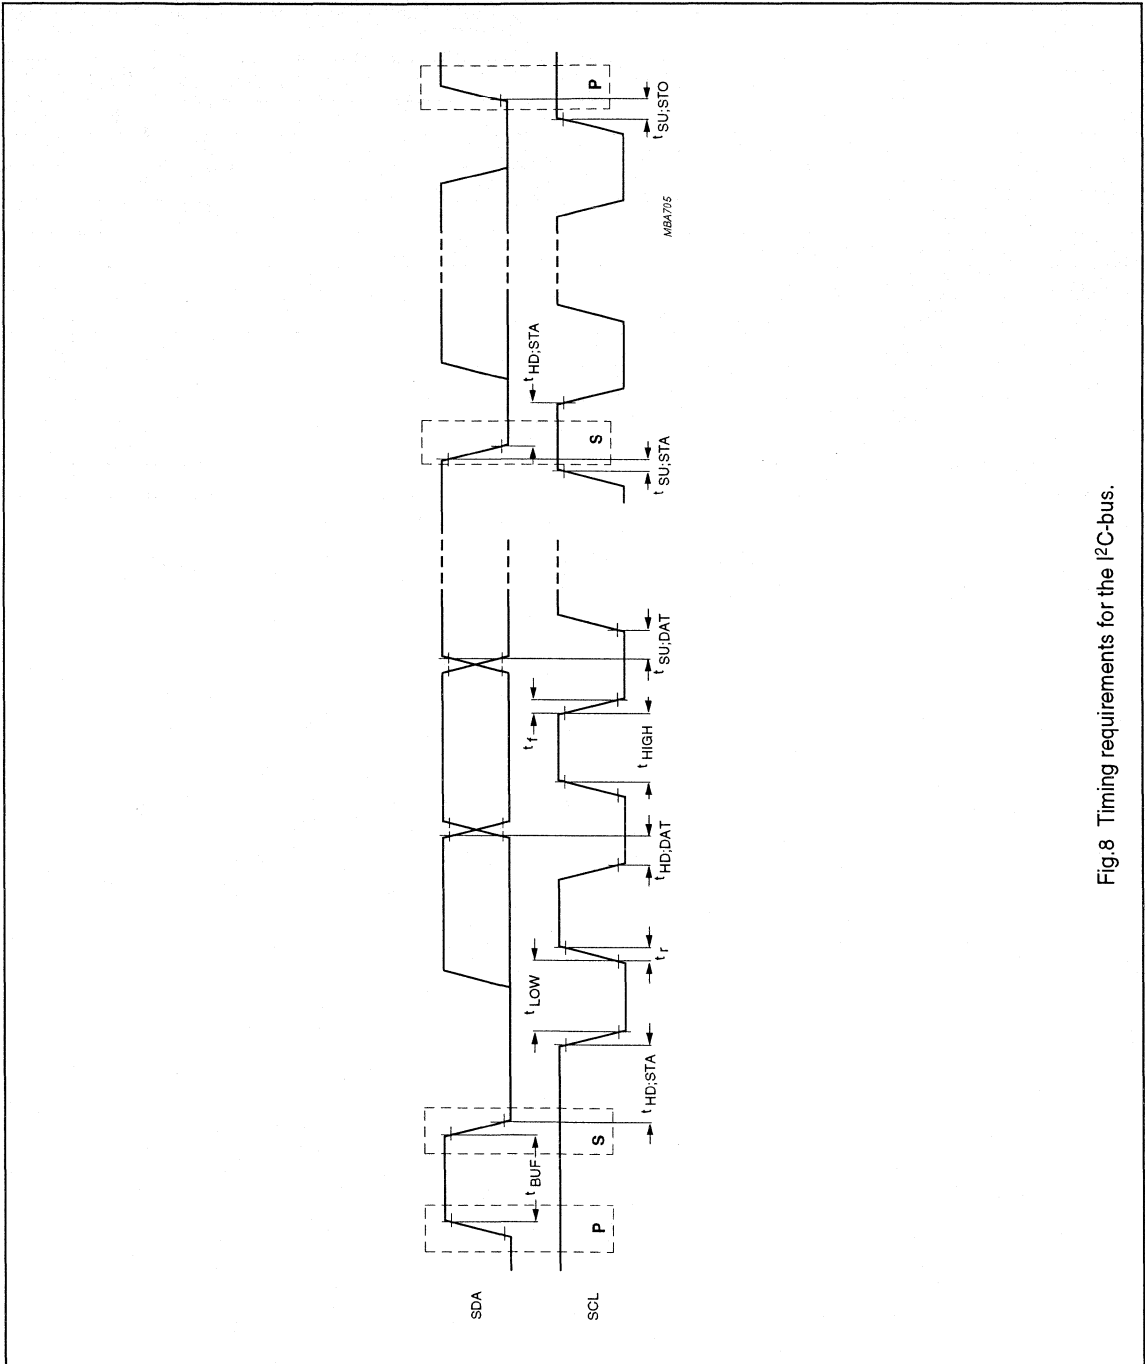 SDA
SCL
P
t BUF
S
t HD;STA
t LOW
t r
t HD;DAT
t HIGH
t f
t SU;DAT
t SU;STA
S
t HD;STA
MBA705
t SU;STO
P
Fig.8 Timing requirements for the I²C-bus.